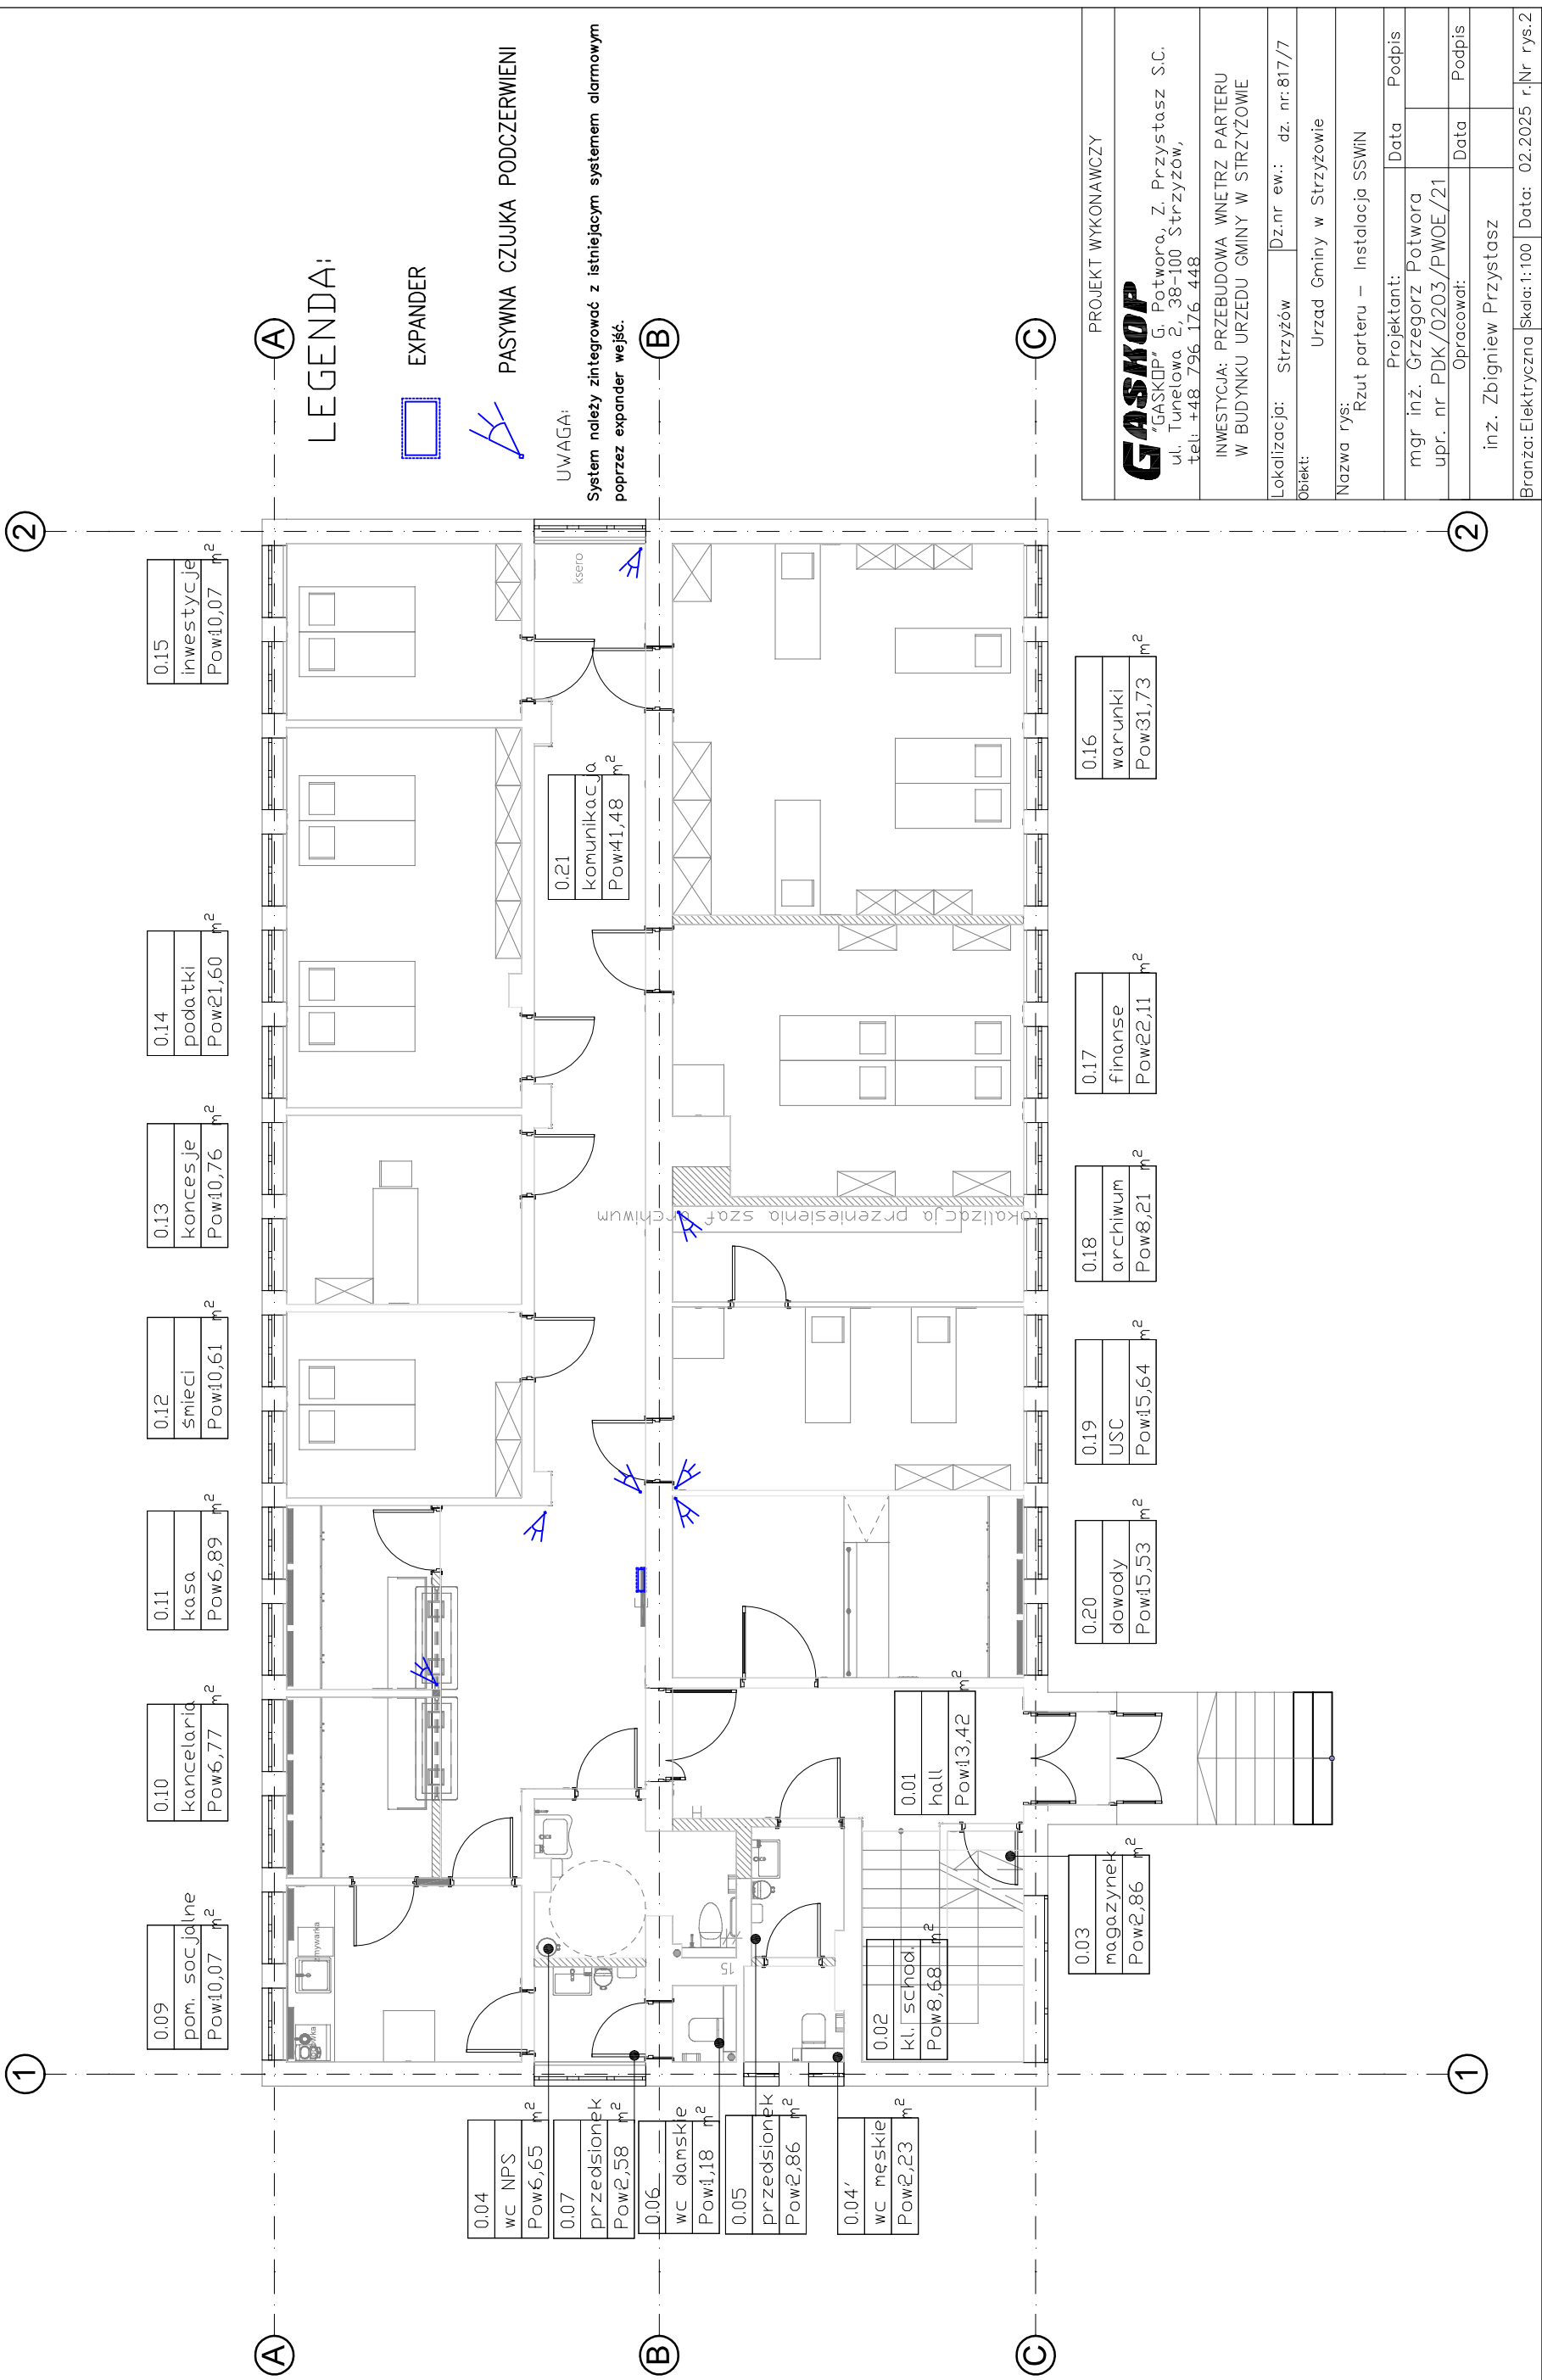 LEGENDA:
EXPANDER
PASYWNA CZUJKA PODCZERWIENI
UWAGA:
System należy zintegrować z istniejącym systemem alarmowym
poprzez expander wejść.
1
2
A
B
C
A
B
C
1
2
0.09
pom. socjalne
Pow:10,07 m²
0.10
kancelaria
Pow:6,77 m²
0.11
kasa
Pow:6,89 m²
0.12
śmieci
Pow:10,61 m²
0.13
koncesje
Pow:10,76 m²
0.14
podatki
Pow:21,60 m²
0.15
inwestycje
Pow:10,07 m²
zmywarka
ksero
0.21
komunikacja
Pow:41,48 m²
lokalizacja przeniesienia szaf archiwum
H
15
0.04
wc NPS
Pow:6,65 m²
0.07
przedsionek
Pow:2,58 m²
0.06
wc damskie
Pow:1,18 m²
0.05
przedsionek
Pow:2,86 m²
0.04'
wc męskie
Pow:2,23 m²
0.02
kl. schod.
Pow:8,68 m²
0.01
hall
Pow:13,42 m²
0.03
magazynek
Pow:2,86 m²
0.20
dowody
Pow:15,53 m²
0.19
USC
Pow:15,64 m²
0.18
archiwum
Pow:8,21 m²
0.17
finanse
Pow:22,11 m²
0.16
warunki
Pow:31,73 m²
PROJEKT WYKONAWCZY
GASKOP
"GASKOP" G. Potwora, Z. Przystasz S.C.
ul. Tunelowa 2, 38-100 Strzyżów,
tel: +48 796 176 448
INWESTYCJA: PRZEBUDOWA WNĘTRZ PARTERU
W BUDYNKU URZĘDU GMINY W STRZYŻOWIE
Lokalizacja: Strzyżów Dz.nr ew.: dz. nr: 817/7
Obiekt:
Urząd Gminy w Strzyżowie
Nazwa rys:
Rzut parteru – Instalacja SSWiN
Projektant: Data Podpis
mgr inż. Grzegorz Potwora
upr. nr PDK/0203/PWOE/21
Opracował: Data Podpis
inż. Zbigniew Przystasz
Branża: Elektryczna Skala: 1:100 Data: 02.2025 r. Nr rys.2